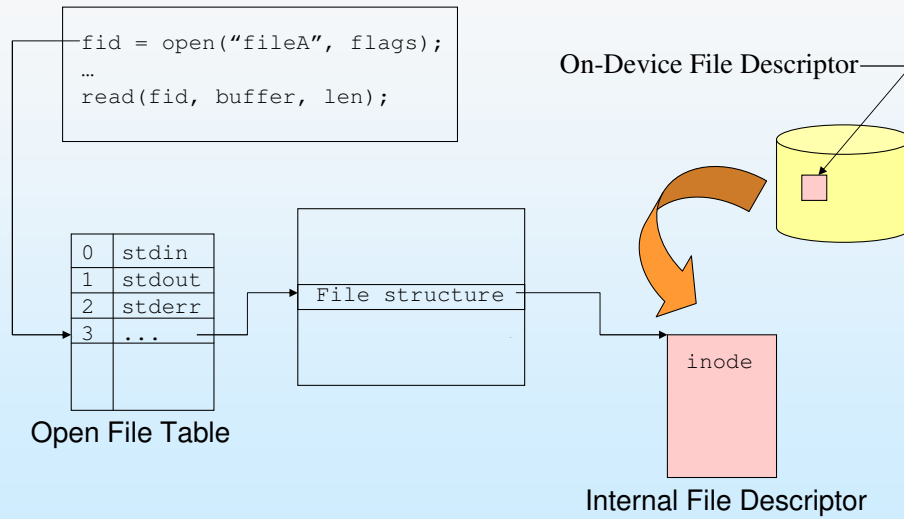 fid = open(“fileA”, flags);
…
read(fid, buffer, len);
On-Device File Descriptor
0 stdin
1 stdout
2 stderr
3 ...
File structure
inode
Open File Table
Internal File Descriptor